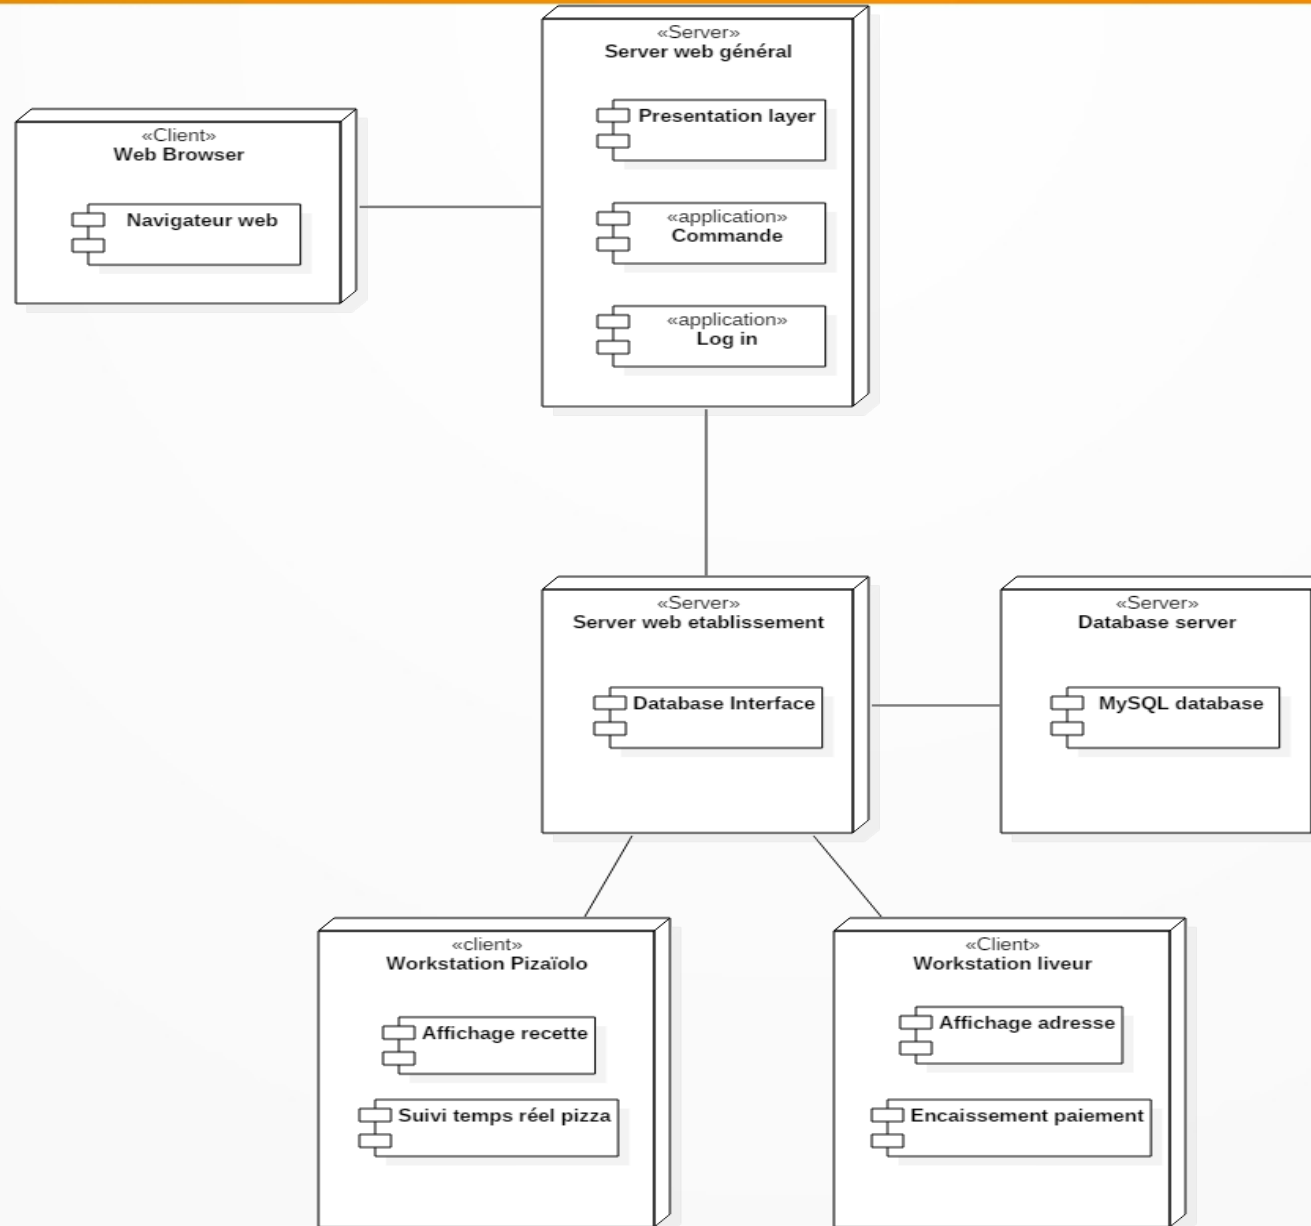 «Server»
Server web général
Presentation layer
«application»
Commande
«application»
Log in
«Client»
Web Browser
Navigateur web
«Server»
Server web etablissement
Database Interface
«Server»
Database server
MySQL database
«client»
Workstation Pizaïolo
Affichage recette
Suivi temps réel pizza
«Client»
Workstation liveur
Affichage adresse
Encaissement paiement